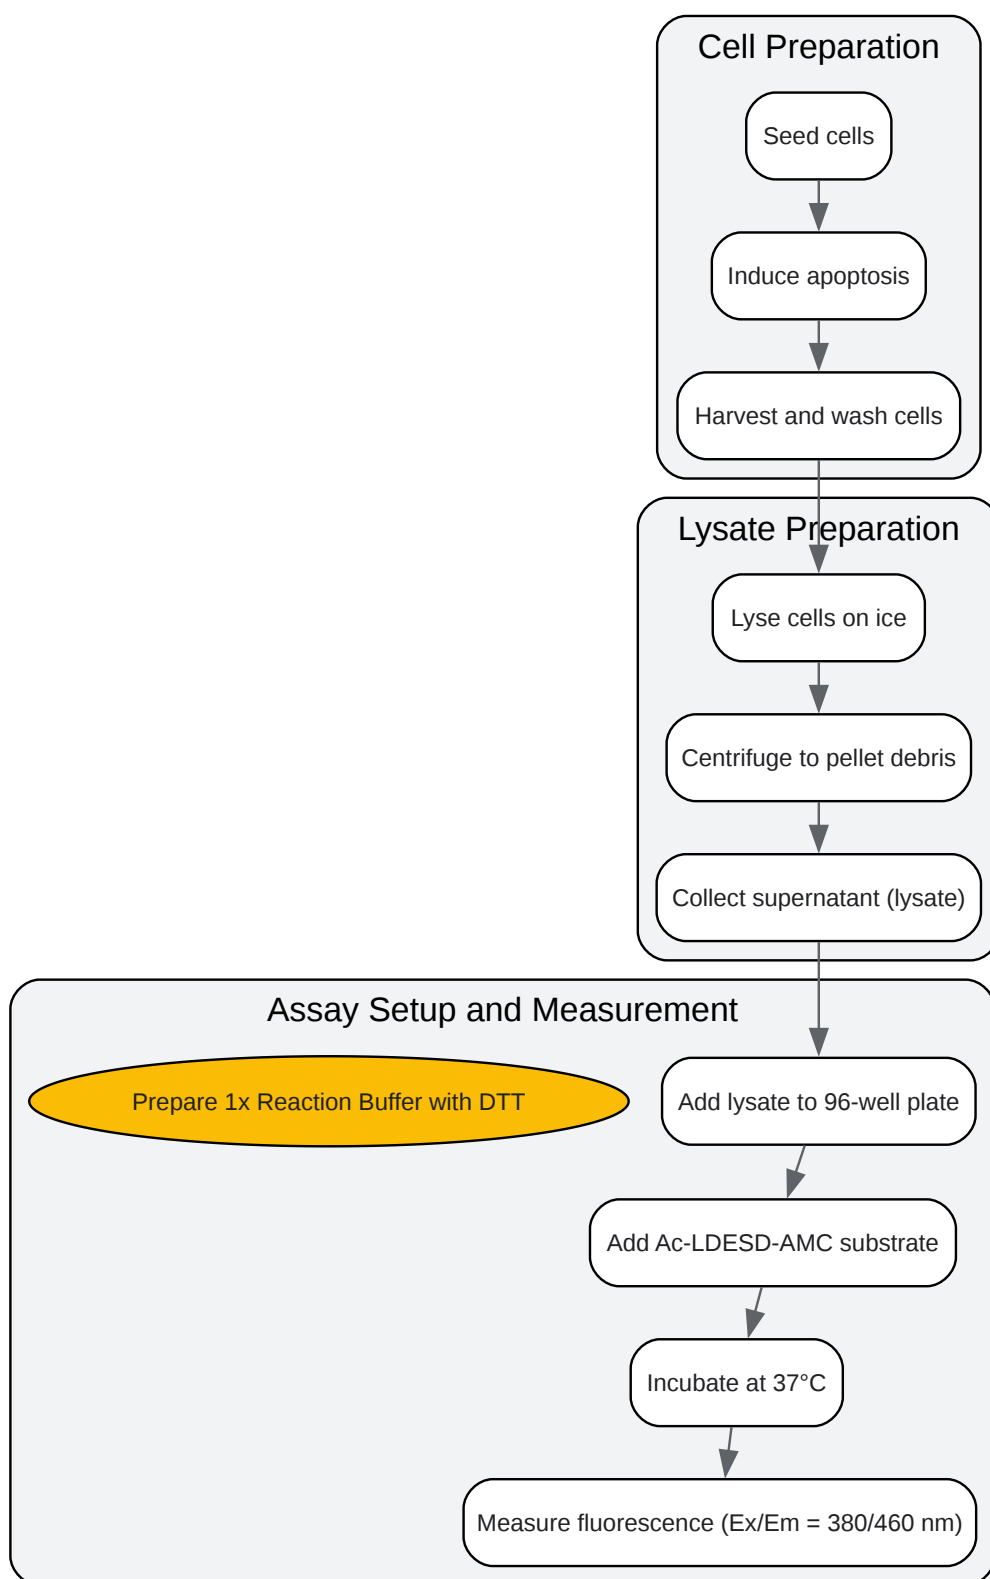 Cell Preparation
Seed cells
Induce apoptosis
Harvest and wash cells
Lysate Preparation
Lyse cells on ice
Centrifuge to pellet debris
Collect supernatant (lysate)
Assay Setup and Measurement
Prepare 1x Reaction Buffer with DTT
Add lysate to 96-well plate
Add Ac-LDESD-AMC substrate
Incubate at 37°C
Measure fluorescence (Ex/Em = 380/460 nm)